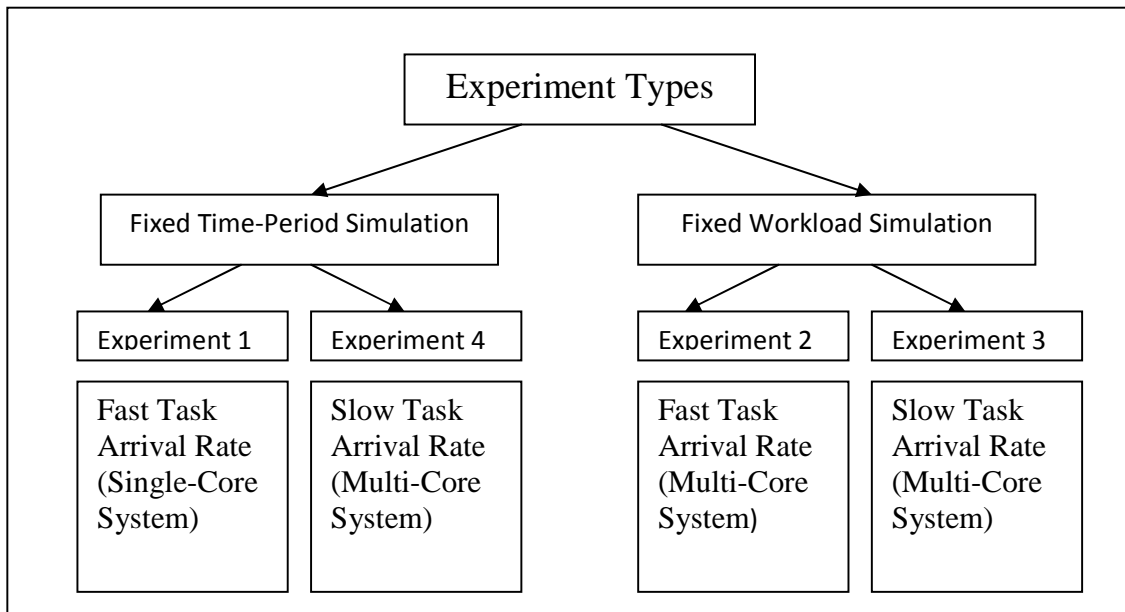 Experiment Types
Fixed Time-Period Simulation
Fixed Workload Simulation
Experiment 1
Experiment 4
Experiment 2
Experiment 3
Fast Task
Arrival Rate
(Single-Core
System)
Slow Task
Arrival Rate
(Multi-Core
System)
Fast Task
Arrival Rate
(Multi-Core
System)
Slow Task
Arrival Rate
(Multi-Core
System)